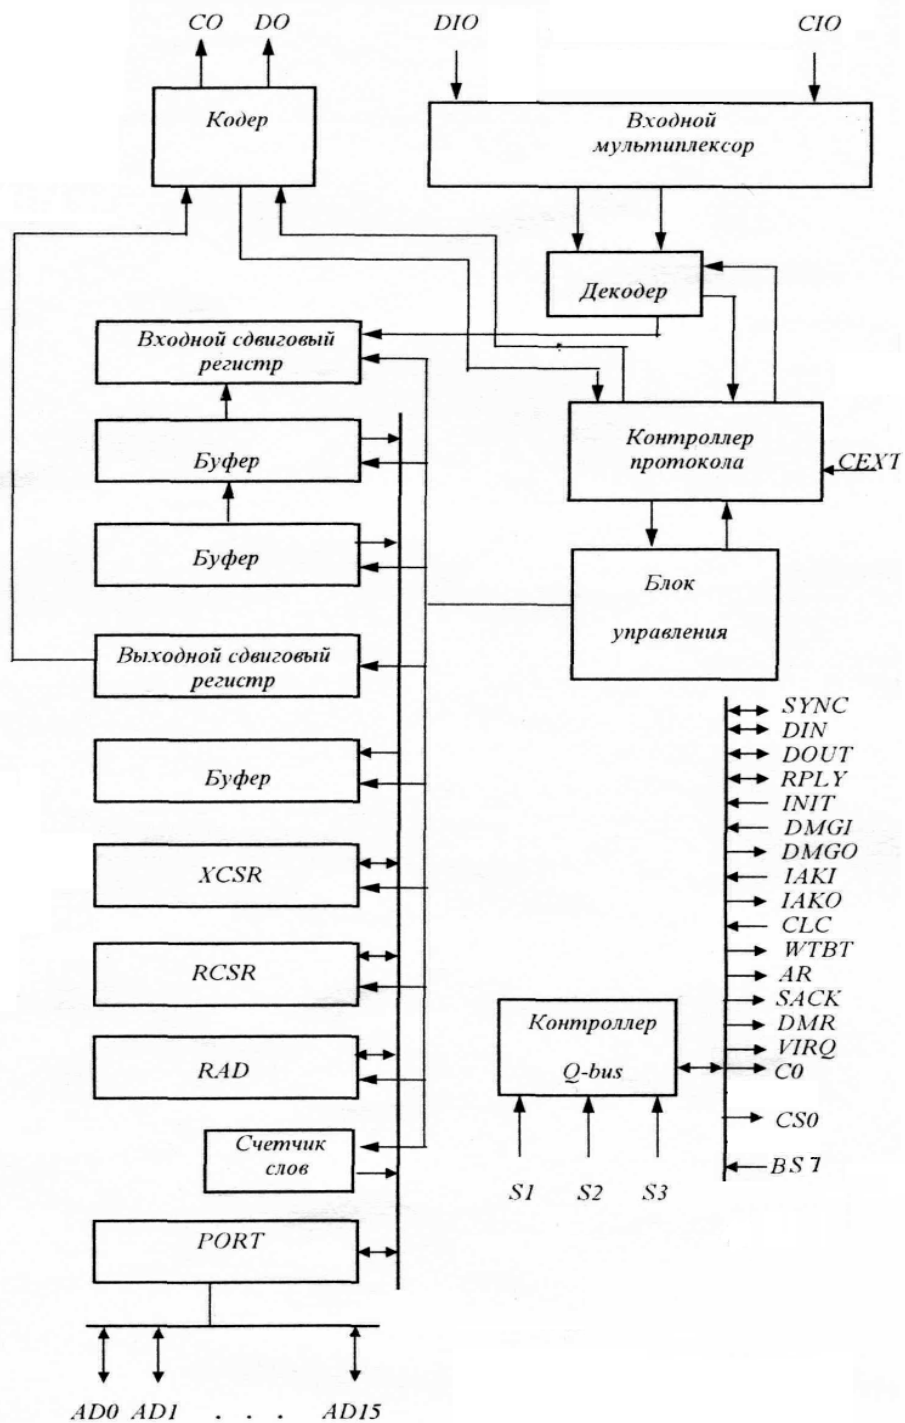 CO DO DIO CIO
Кодер
Входной
мультиплексор
Декодер
Входной сдвиговый
регистр
Контроллер
протокола
CEXT
Буфер
Буфер
Блок
управления
Выходной сдвиговый
регистр
Буфер
XCSR
RCSR
RAD
Счетчик
слов
PORT
AD0 AD1 . . . AD15
SYNC
DIN
DOUT
RPLY
INIT
DMGI
DMGO
IAKI
IAKO
CLC
WTBT
AR
SACK
DMR
VIRQ
C0
CS0
BS7
Контроллер
Q-bus
S1 S2 S3